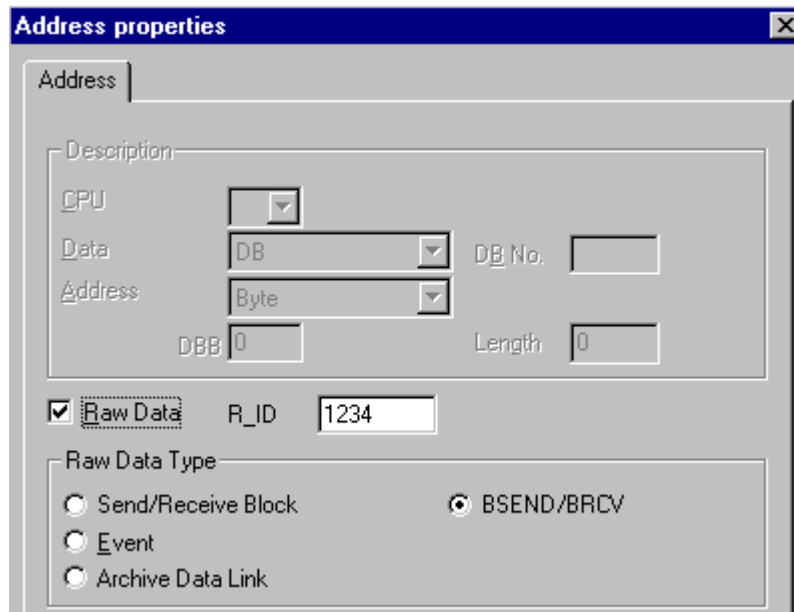 Address properties
Address
Description
CPU
Data DB DB No.
Address Byte
DBB 0 Length 0
Raw Data R_ID 1234
Raw Data Type
Send/Receive Block BSEND/BRCV
Event
Archive Data Link